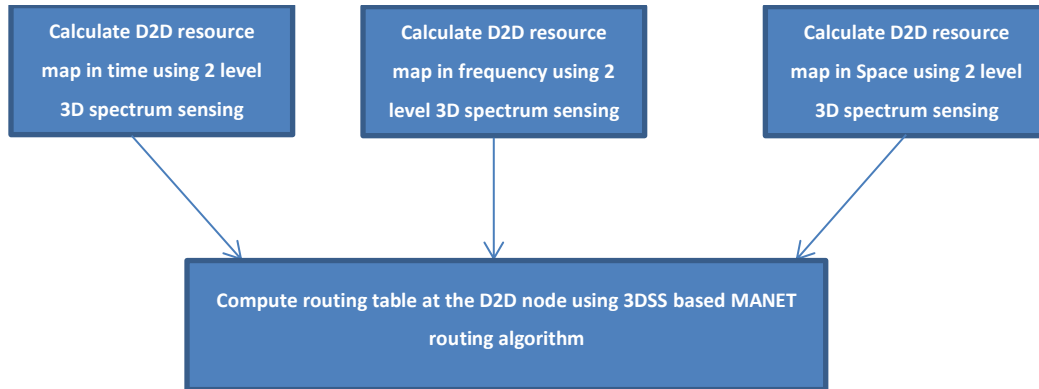 Calculate D2D resource
map in time using 2 level
3D spectrum sensing
Calculate D2D resource
map in frequency using 2
level 3D spectrum sensing
Calculate D2D resource
map in Space using 2 level
3D spectrum sensing
Compute routing table at the D2D node using 3DSS based MANET
routing algorithm